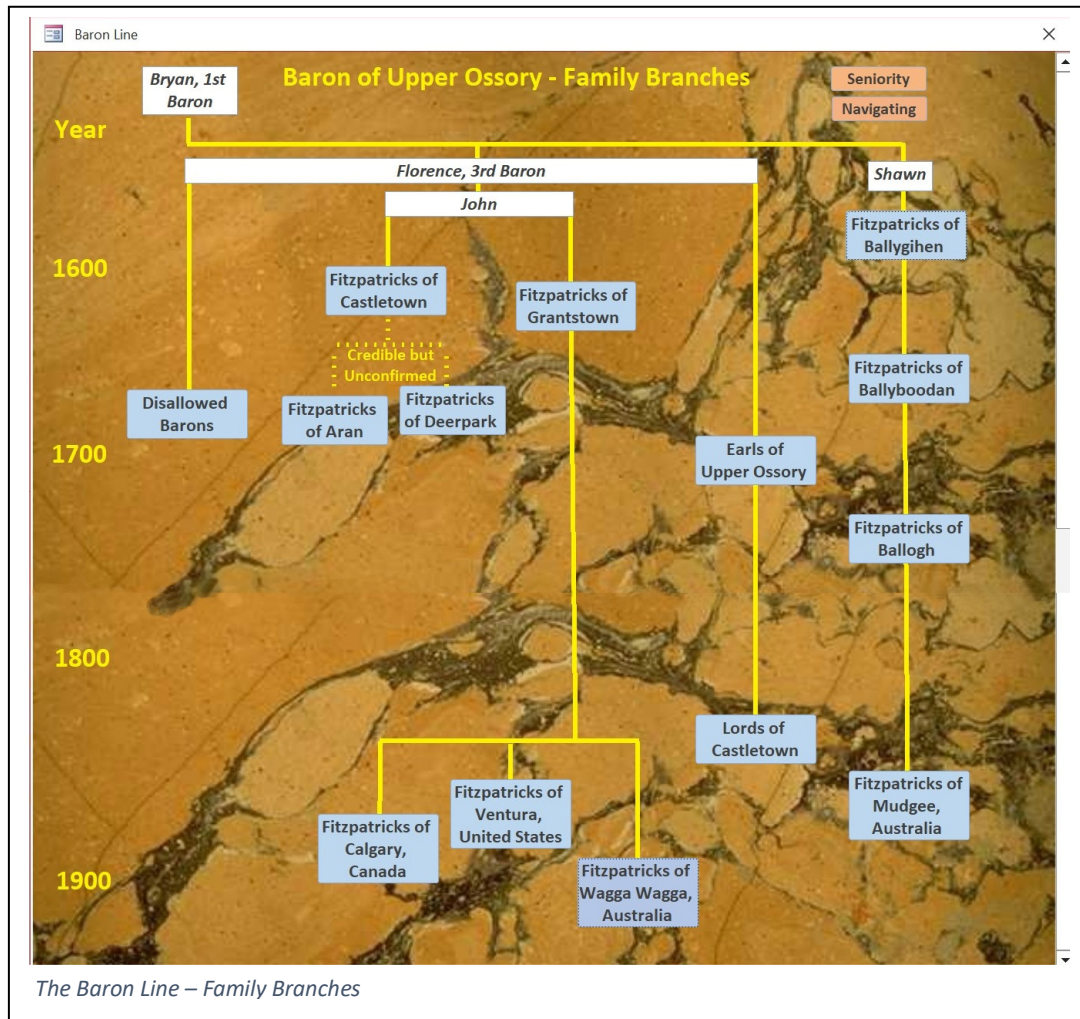 Baron Line
Baron of Upper Ossory - Family Branches
Bryan, 1st
Baron
Seniority
Navigating
Year
Florence, 3rd Baron
Shawn
John
Fitzpatricks of
Ballygihen
1600
Fitzpatricks of
Castletown
Fitzpatricks of
Grantstown
Credible but
Unconfirmed
Fitzpatricks of
Ballyboodan
Disallowed
Barons
Fitzpatricks
of Aran
Fitzpatricks
of Deerpark
1700
Earls of
Upper Ossory
Fitzpatricks of
Ballogh
1800
Lords of
Castletown
Fitzpatricks of
Calgary,
Canada
Fitzpatricks of
Ventura,
United States
Fitzpatricks of
Mudgee,
Australia
1900
Fitzpatricks of
Wagga Wagga,
Australia
The Baron Line – Family Branches